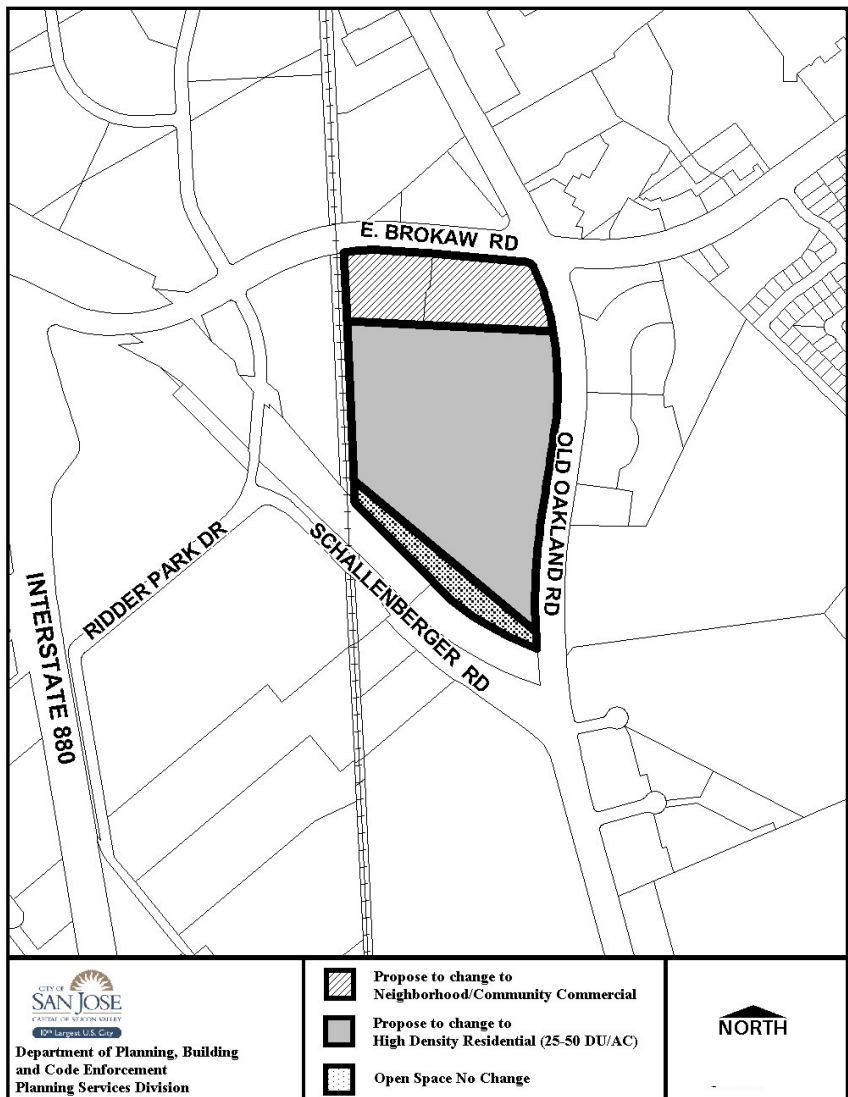 E. BROKAW RD
OLD OAKLAND RD
SCHALLENBERGER RD
RIDDER PARK DR
INTERSTATE 880
CITY OF
SAN JOSE
CAPITAL OF SILICON VALLEY
10th Largest U.S. City
Department of Planning, Building
and Code Enforcement
Planning Services Division
Propose to change to
Neighborhood/Community Commercial
Propose to change to
High Density Residential (25-50 DU/AC)
Open Space No Change
NORTH